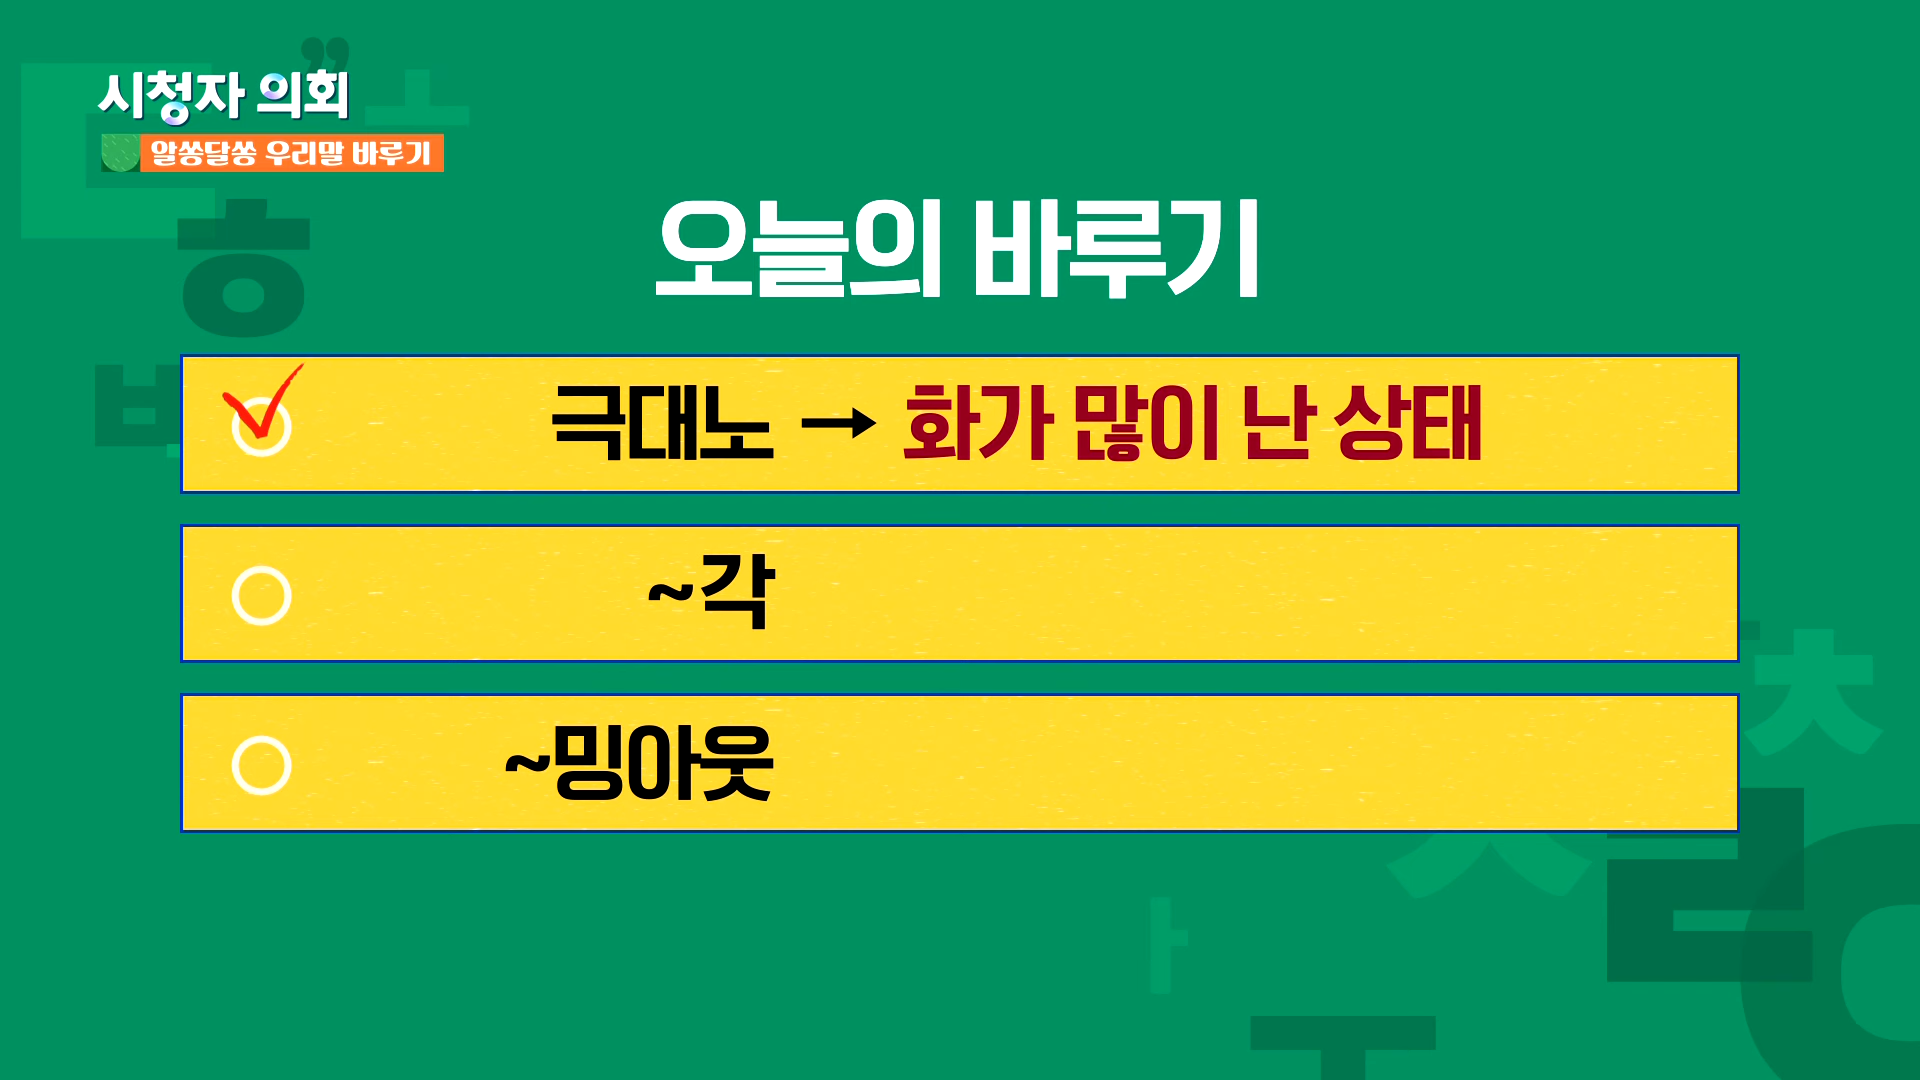 시청자 의회
알쏭달쏭 우리말 바루기
오늘의 바루기
극대노 → 화가 많이 난 상태
~각
~밍아웃